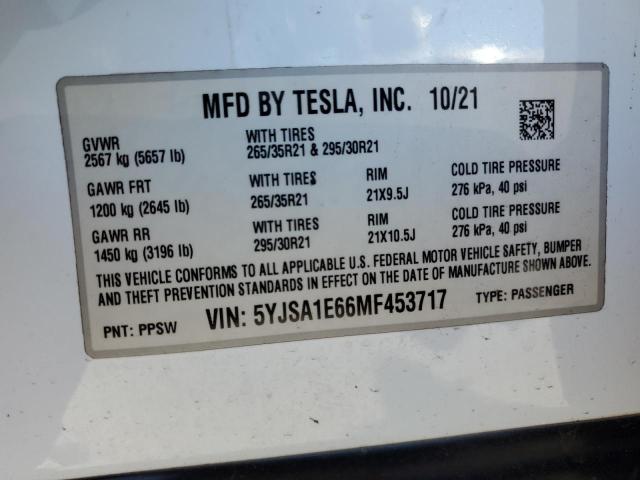 MFD BY TESLA, INC. 10/21
GVWR WITH TIRES
2567 kg (5657 lb) 265/35R21 & 295/30R21
GAWR FRT WITH TIRES RIM COLD TIRE PRESSURE
1200 kg (2645 lb) 265/35R21 21X9.5J 276 kPa, 40 psi
GAWR RR WITH TIRES RIM COLD TIRE PRESSURE
1450 kg (3196 lb) 295/30R21 21X10.5J 276 kPa, 40 psi
THIS VEHICLE CONFORMS TO ALL APPLICABLE U.S. FEDERAL MOTOR VEHICLE SAFETY, BUMPER
AND THEFT PREVENTION STANDARDS IN EFFECT ON THE DATE OF MANUFACTURE SHOWN ABOVE.
PNT: PPSW VIN: 5YJSA1E66MF453717 TYPE: PASSENGER